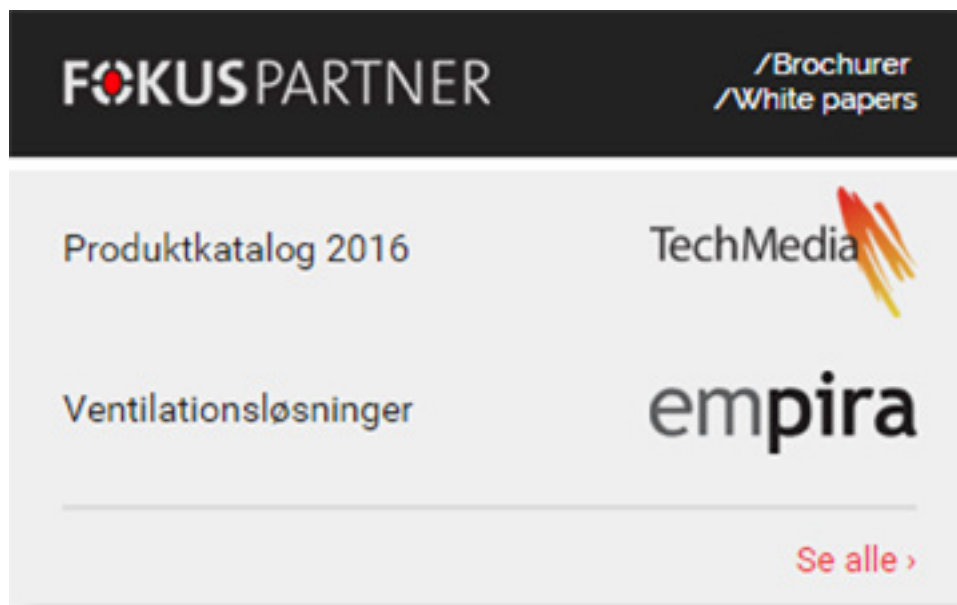 FOKUSPARTNER
/Brochurer
/White papers
Produktkatalog 2016
TechMedia
Ventilationsløsninger
empira
Se alle ›